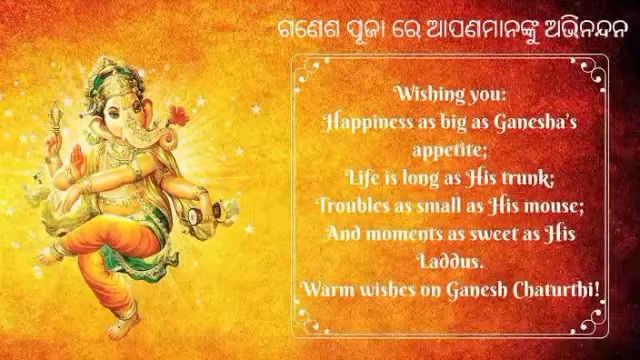 ଗଣେଶ ପୂଜା ରେ ଆପଣମାନଙ୍କୁ ଅଭିନନ୍ଦନ
Wishing you:
Happiness as big as Ganesha's
appetite;
Life is long as His trunk;
Troubles as small as His mouse;
And moments as sweet as His
Laddus.
Warm wishes on Ganesh Chaturthi!